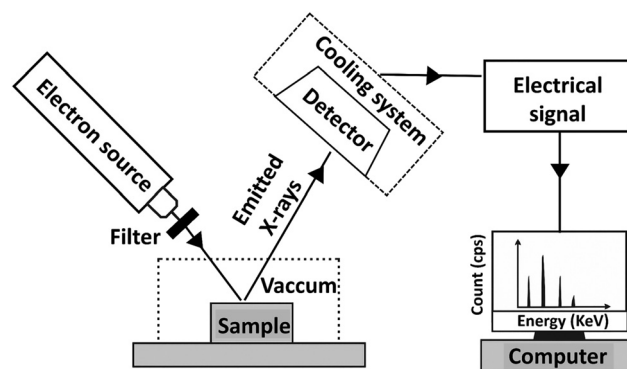 Electron source
Filter
Emitted
X-rays
Cooling system
Detector
Electrical
signal
Vaccum
Sample
Count (cps)
Energy (KeV)
Computer